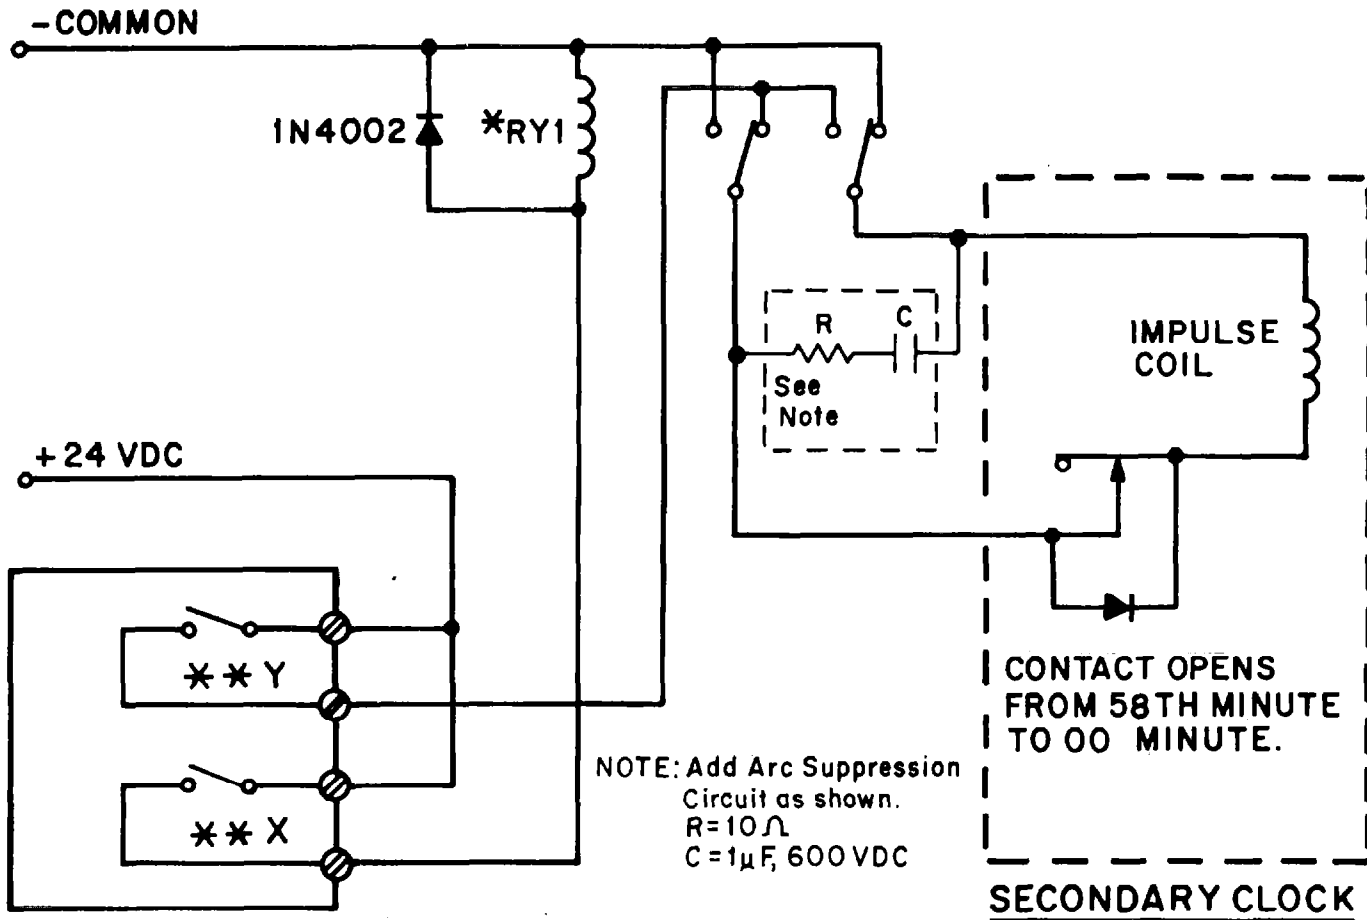 –COMMON
1N4002
*RY1
R
C
See
Note
IMPULSE
COIL
+24 VDC
**Y
**X
NOTE: Add Arc Suppression
Circuit as shown.
R=10Ω
C=1µF, 600 VDC
CONTACT OPENS
FROM 58TH MINUTE
TO 00 MINUTE.
SECONDARY CLOCK